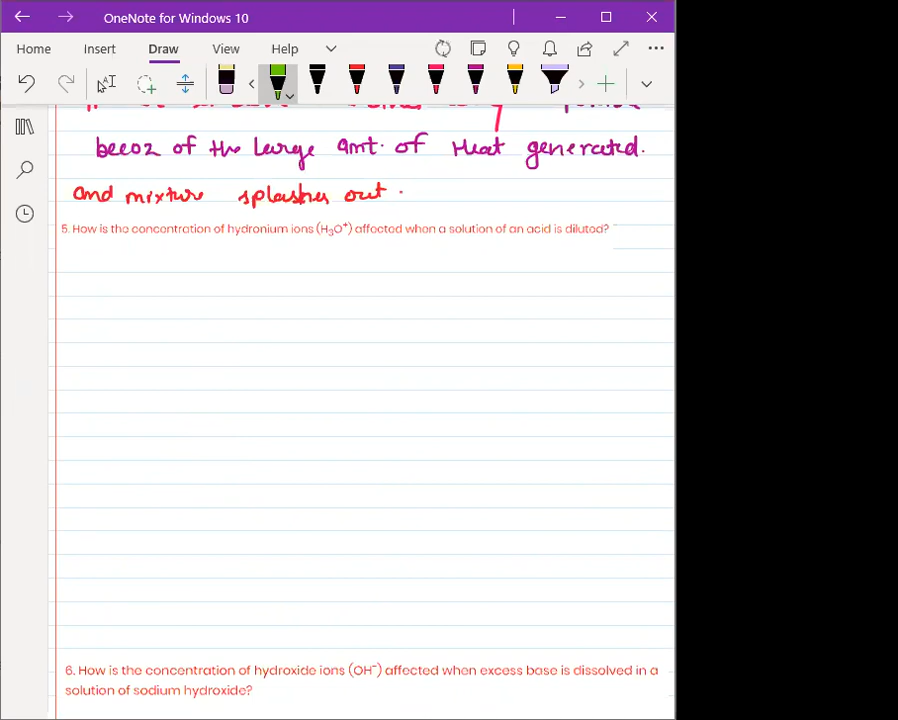 OneNote for Windows 10
Home Insert Draw View Help
becoz of the large amt. of Heat generated.
and mixture splashes out.
5. How is the concentration of hydronium ions (H₃O⁺) affected when a solution of an acid is diluted?
6. How is the concentration of hydroxide ions (OH⁻) affected when excess base is dissolved in a
solution of sodium hydroxide?